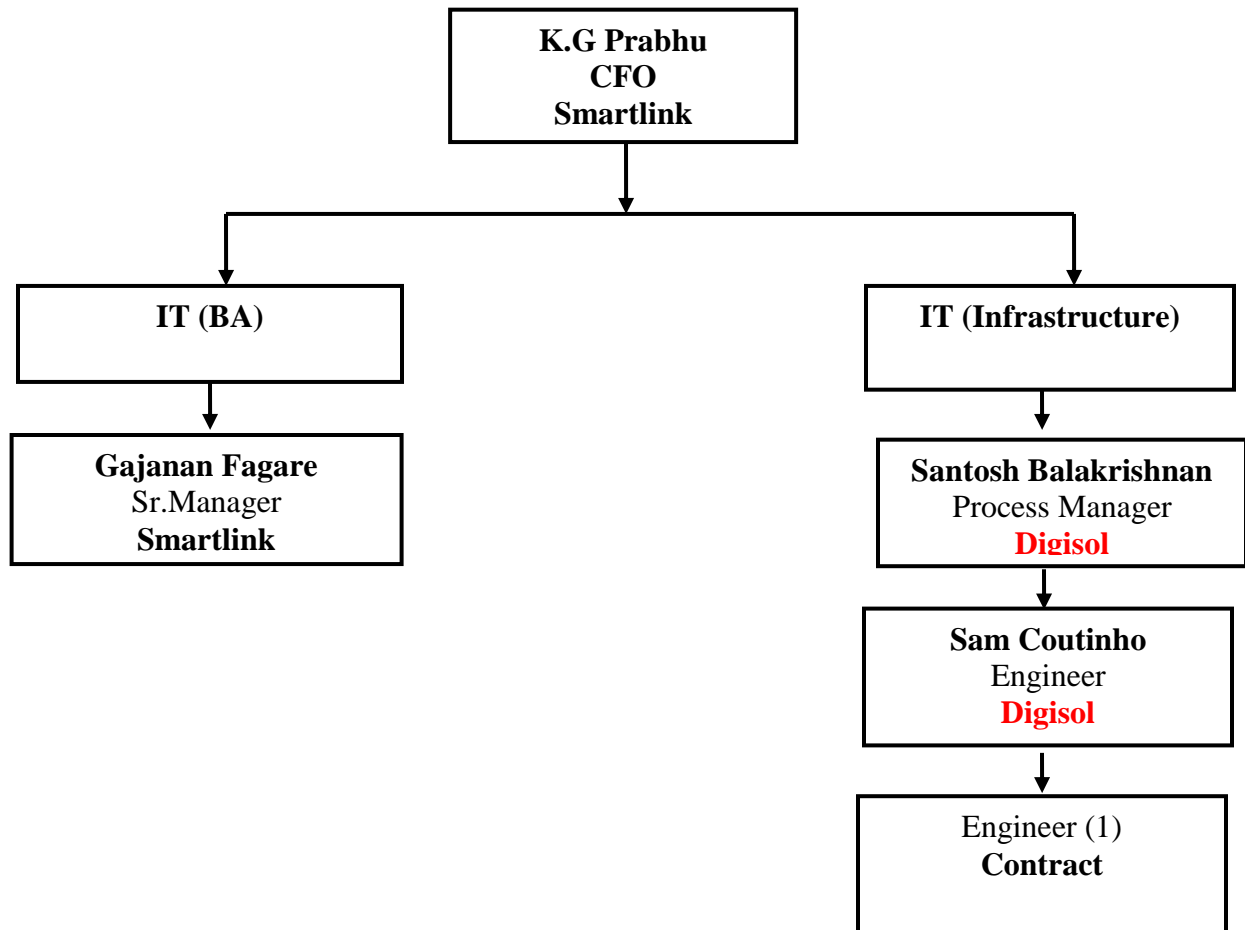 K.G Prabhu
CFO
Smartlink
IT (BA)
IT (Infrastructure)
Gajanan Fagare
Sr.Manager
Smartlink
Santosh Balakrishnan
Process Manager
Digisol
Sam Coutinho
Engineer
Digisol
Engineer (1)
Contract